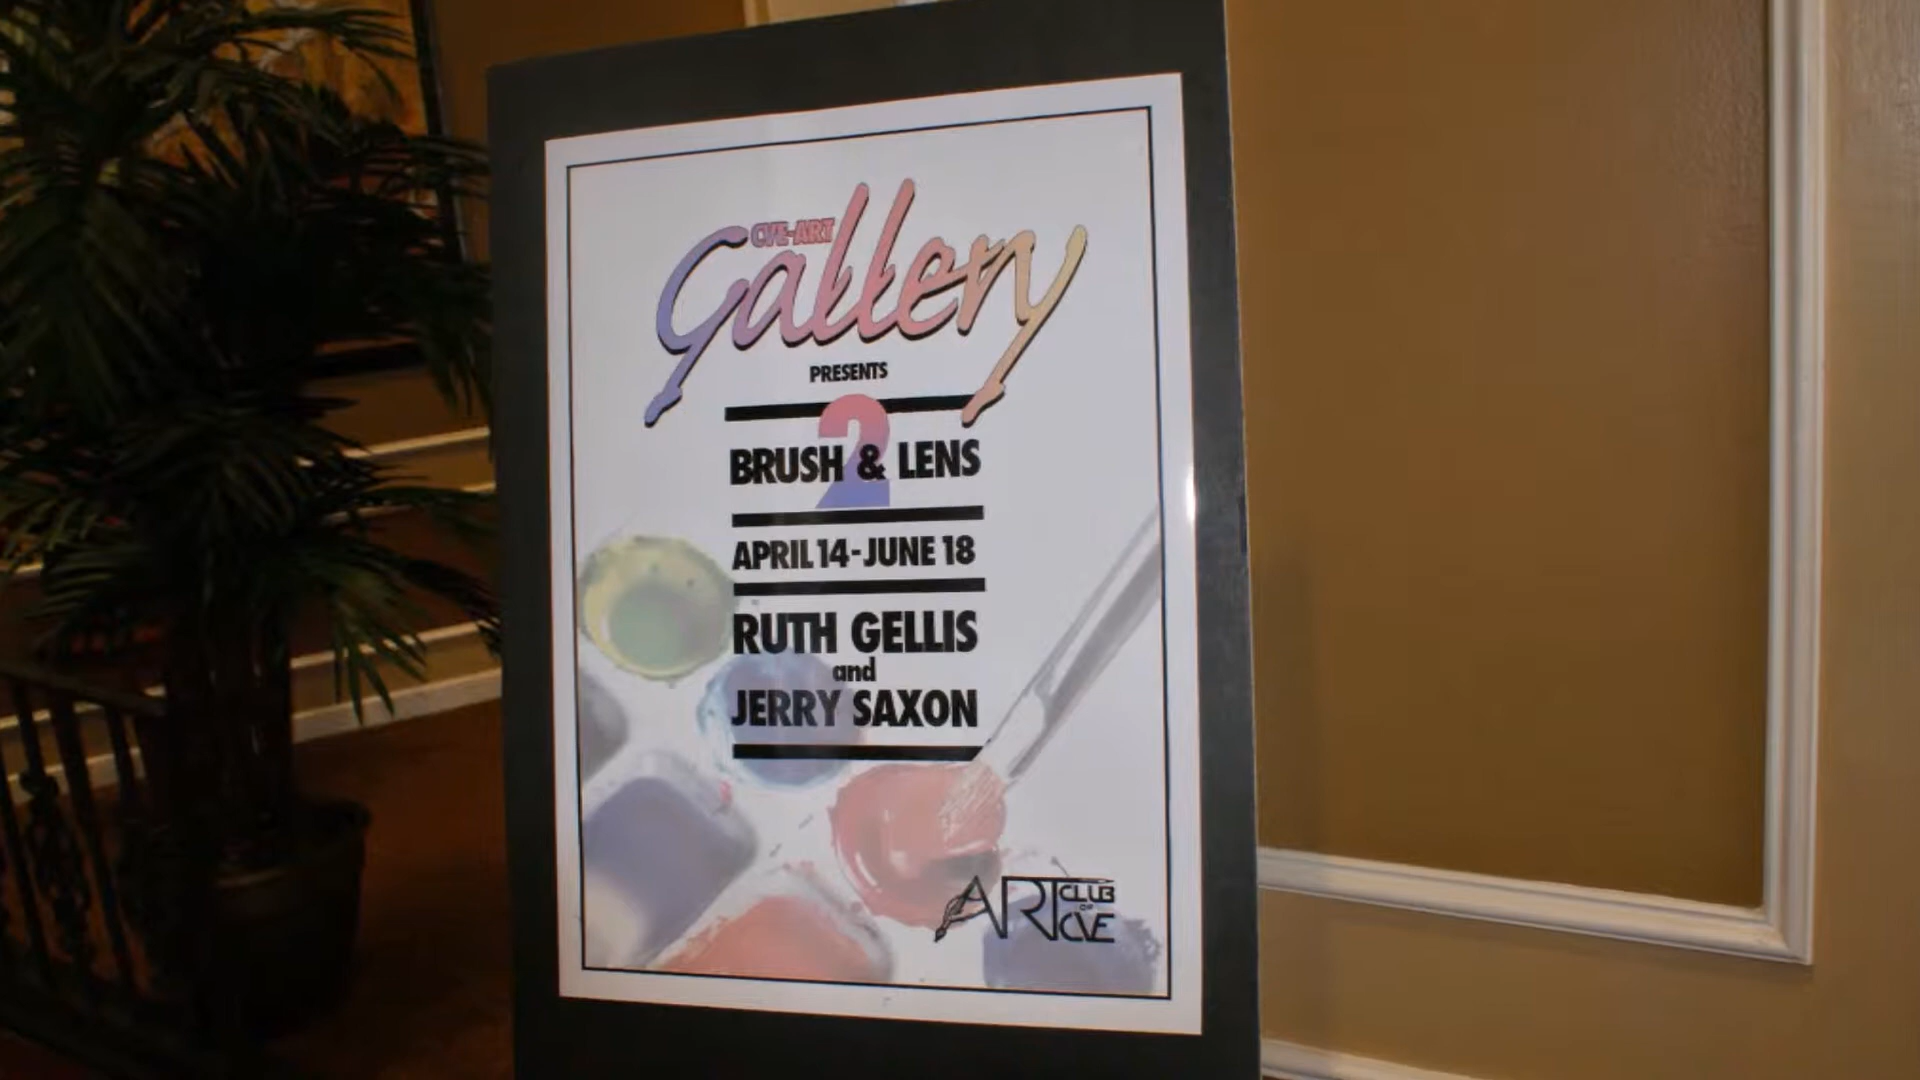 CVE-ART
Gallery
PRESENTS
2
BRUSH & LENS
APRIL 14-JUNE 18
RUTH GELLIS
and
JERRY SAXON
ART CLUB
OF
CVE